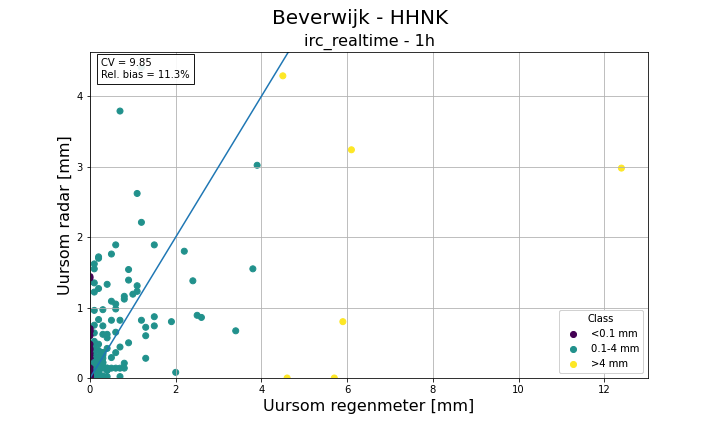 Beverwijk - HHNK
irc_realtime - 1h
CV = 9.85
Rel. bias = 11.3%
Uursom radar [mm]
4
3
2
1
0
0
2
4
6
8
10
12
Uursom regenmeter [mm]
Class
<0.1 mm
0.1-4 mm
>4 mm